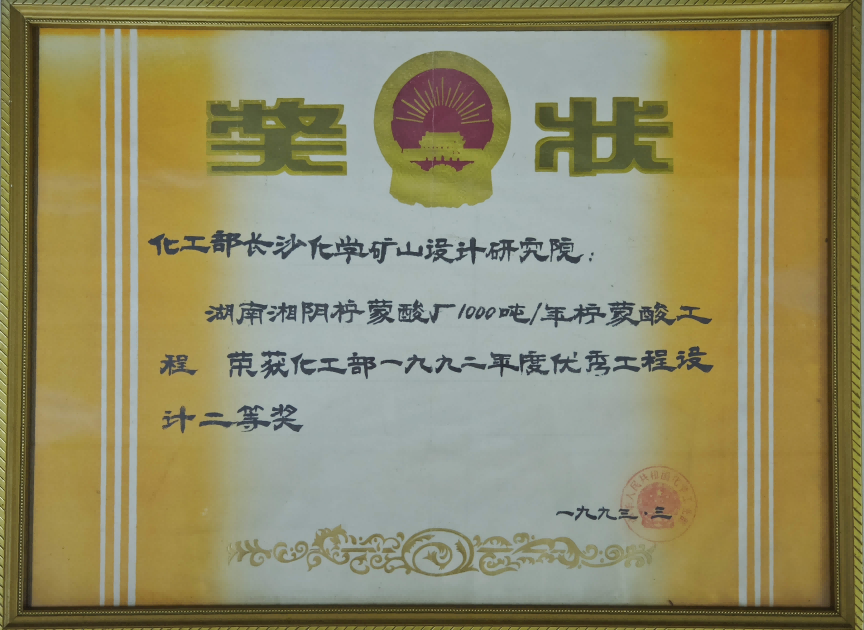 奖状
化工部长沙化学矿山设计研究院:
湖南湘阴柠蒙酸厂1000吨/年柠蒙酸工
程 荣获化工部一九九二年度优秀工程设
计二等奖
一九九三.三